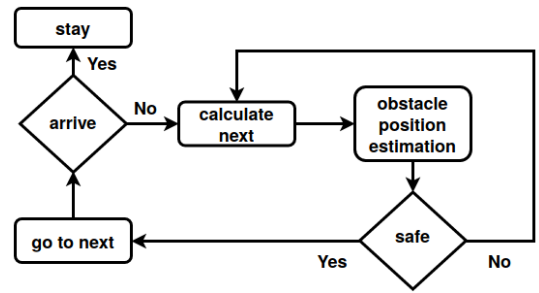 stay
Yes
arrive
No
calculate
next
obstacle
position
estimation
go to next
safe
Yes
No